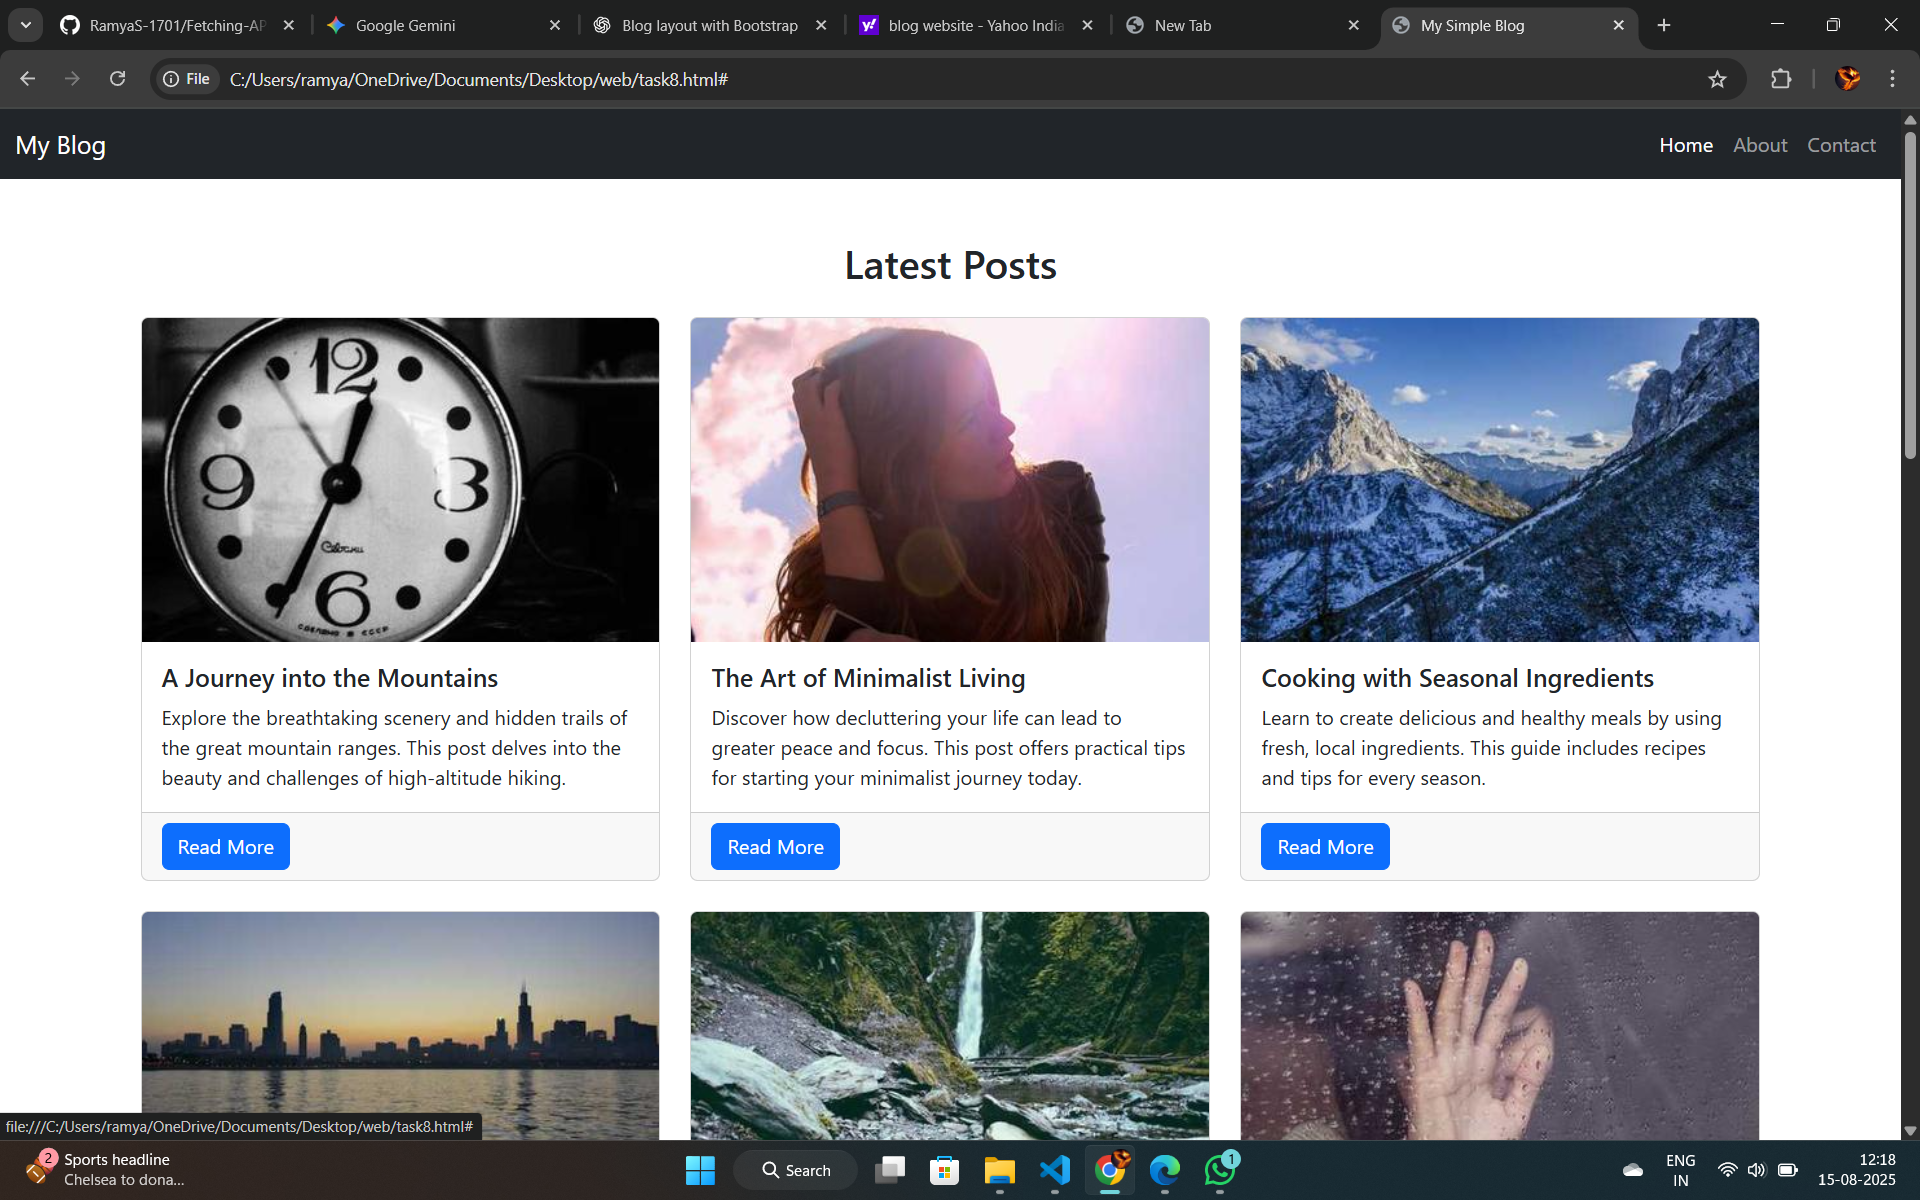 RamyaS-1701/Fetching-AP
Google Gemini
Blog layout with Bootstrap
blog website - Yahoo India
New Tab
My Simple Blog
File
C:/Users/ramya/OneDrive/Documents/Desktop/web/task8.html#
My Blog
Home
About
Contact
Latest Posts
12
9
3
6
СДЕЛАНО В СССР
A Journey into the Mountains
Explore the breathtaking scenery and hidden trails of
the great mountain ranges. This post delves into the
beauty and challenges of high-altitude hiking.
Read More
The Art of Minimalist Living
Discover how decluttering your life can lead to
greater peace and focus. This post offers practical tips
for starting your minimalist journey today.
Read More
Cooking with Seasonal Ingredients
Learn to create delicious and healthy meals by using
fresh, local ingredients. This guide includes recipes
and tips for every season.
Read More
file:///C:/Users/ramya/OneDrive/Documents/Desktop/web/task8.html#
2
Sports headline
Chelsea to dona...
Search
1
ENG
IN
12:18
15-08-2025